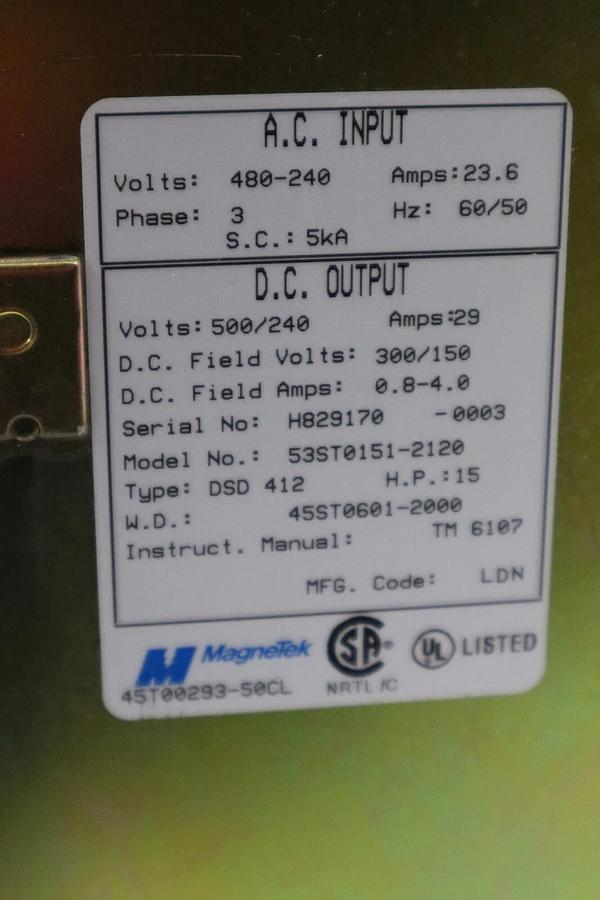 A.C. INPUT
Volts: 480-240 Amps:23.6
Phase: 3 Hz: 60/50
S.C.: 5kA
D.C. OUTPUT
Volts: 500/240 Amps:29
D.C. Field Volts: 300/150
D.C. Field Amps: 0.8-4.0
Serial No: H829170 -0003
Model No.: 53ST0151-2120
Type: DSD 412 H.P.:15
W.D.: 45ST0601-2000
Instruct. Manual: TM 6107
MFG. Code: LDN
MagneTek SA ® UL LISTED
45T00293-50CL NRTL/C